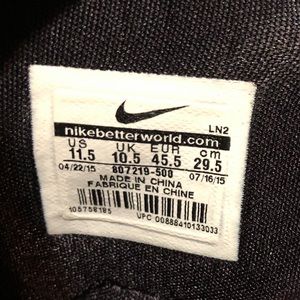 LN2
nikebetterworld.com
US UK EUR cm
11.5 10.5 45.5 29.5
04/22/15 807219-500 07/16/15
MADE IN CHINA
FABRIQUE EN CHINE
105758185
UPC 00888410133033